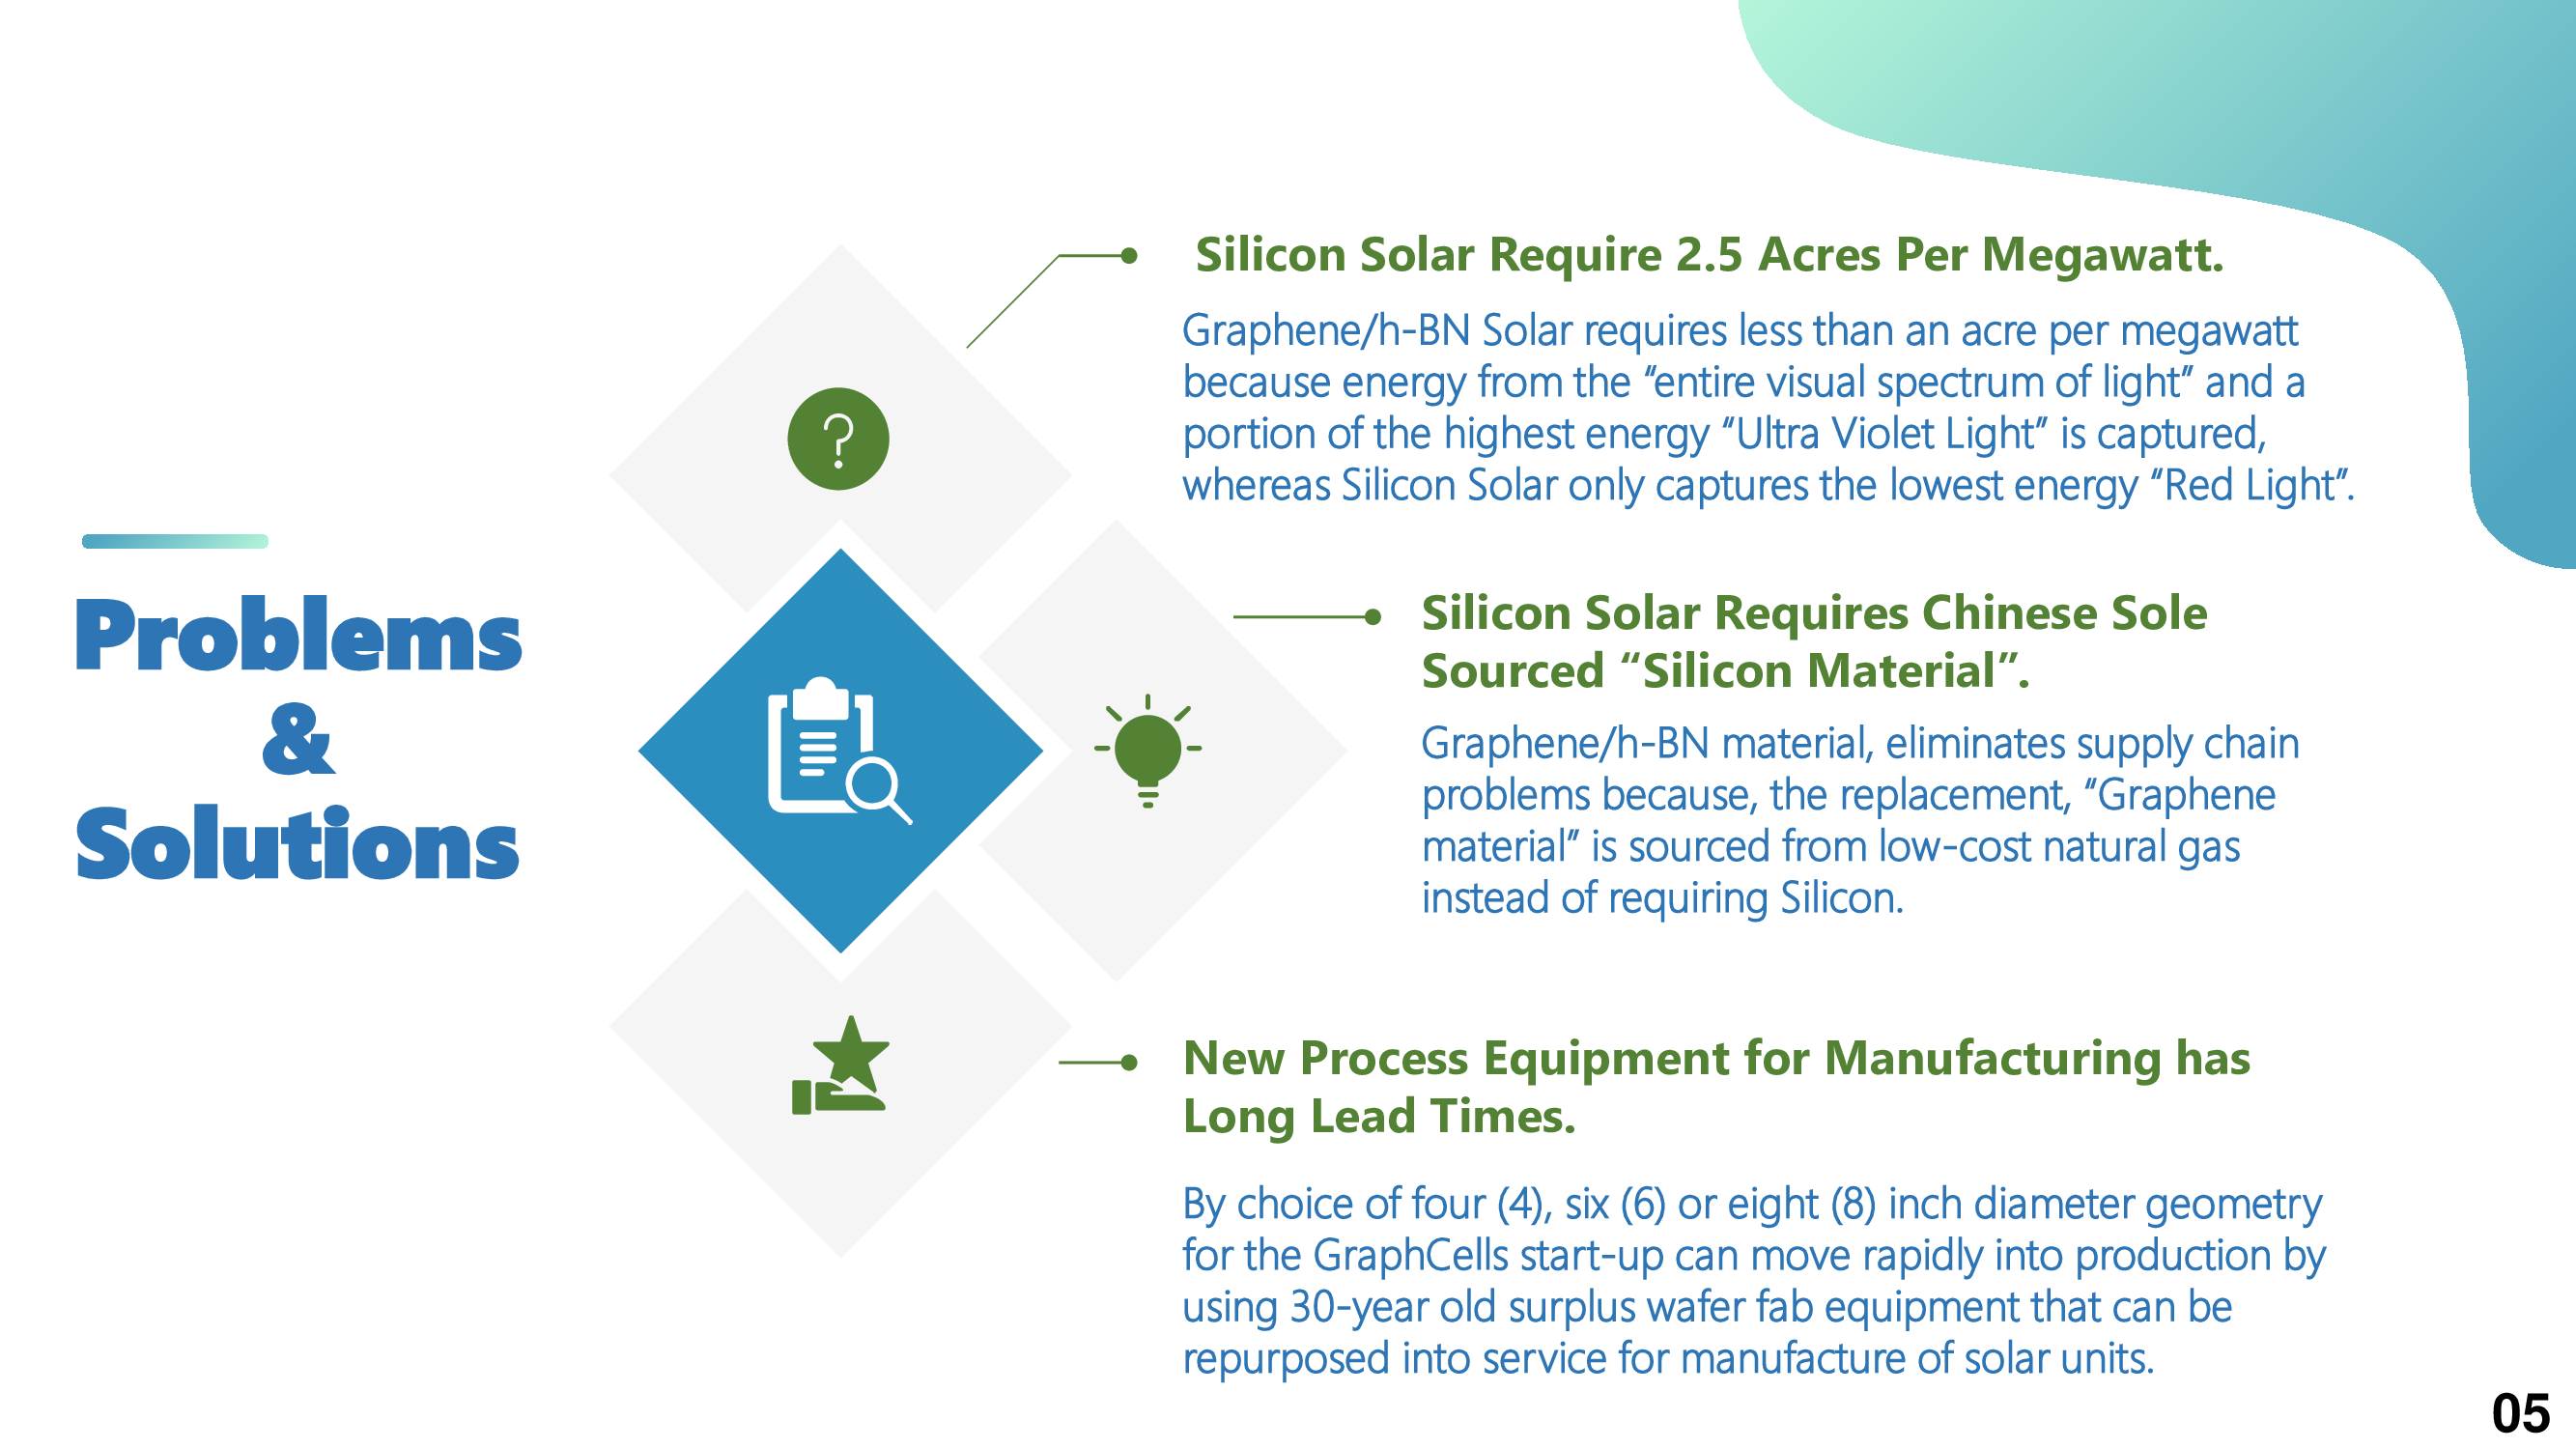 Problems
&
Solutions
Silicon Solar Require 2.5 Acres Per Megawatt.
Graphene/h-BN Solar requires less than an acre per megawatt
because energy from the “entire visual spectrum of light” and a
portion of the highest energy “Ultra Violet Light” is captured,
whereas Silicon Solar only captures the lowest energy “Red Light”.
Silicon Solar Requires Chinese Sole
Sourced “Silicon Material”.
Graphene/h-BN material, eliminates supply chain
problems because, the replacement, “Graphene
material” is sourced from low-cost natural gas
instead of requiring Silicon.
New Process Equipment for Manufacturing has
Long Lead Times.
By choice of four (4), six (6) or eight (8) inch diameter geometry
for the GraphCells start-up can move rapidly into production by
using 30-year old surplus wafer fab equipment that can be
repurposed into service for manufacture of solar units.
05